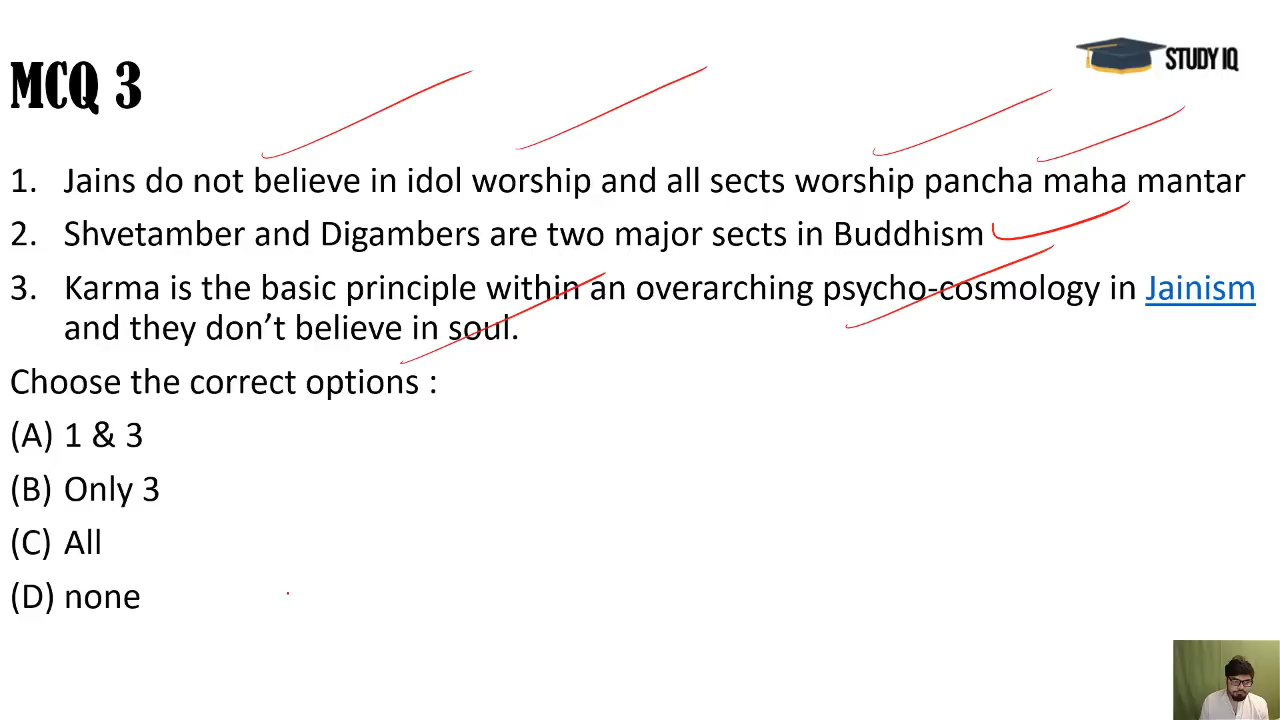 STUDY IQ
MCQ 3
1. Jains do not believe in idol worship and all sects worship pancha maha mantar
2. Shvetamber and Digambers are two major sects in Buddhism
3. Karma is the basic principle within an overarching psycho-cosmology in Jainism
and they don’t believe in soul.
Choose the correct options :
(A) 1 & 3
(B) Only 3
(C) All
(D) none